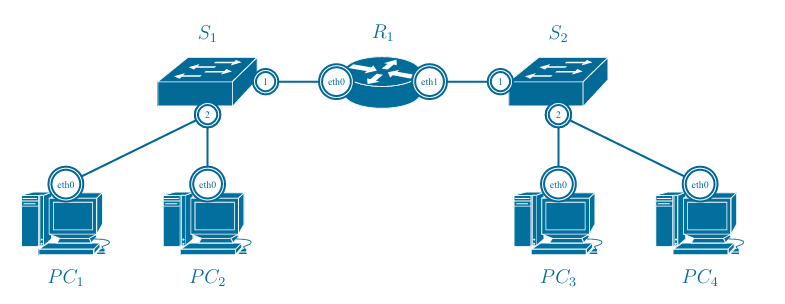 S₁ R₁ S₂
1 eth0 eth1 1
2 2
eth0 eth0 eth0 eth0
PC₁ PC₂ PC₃ PC₄